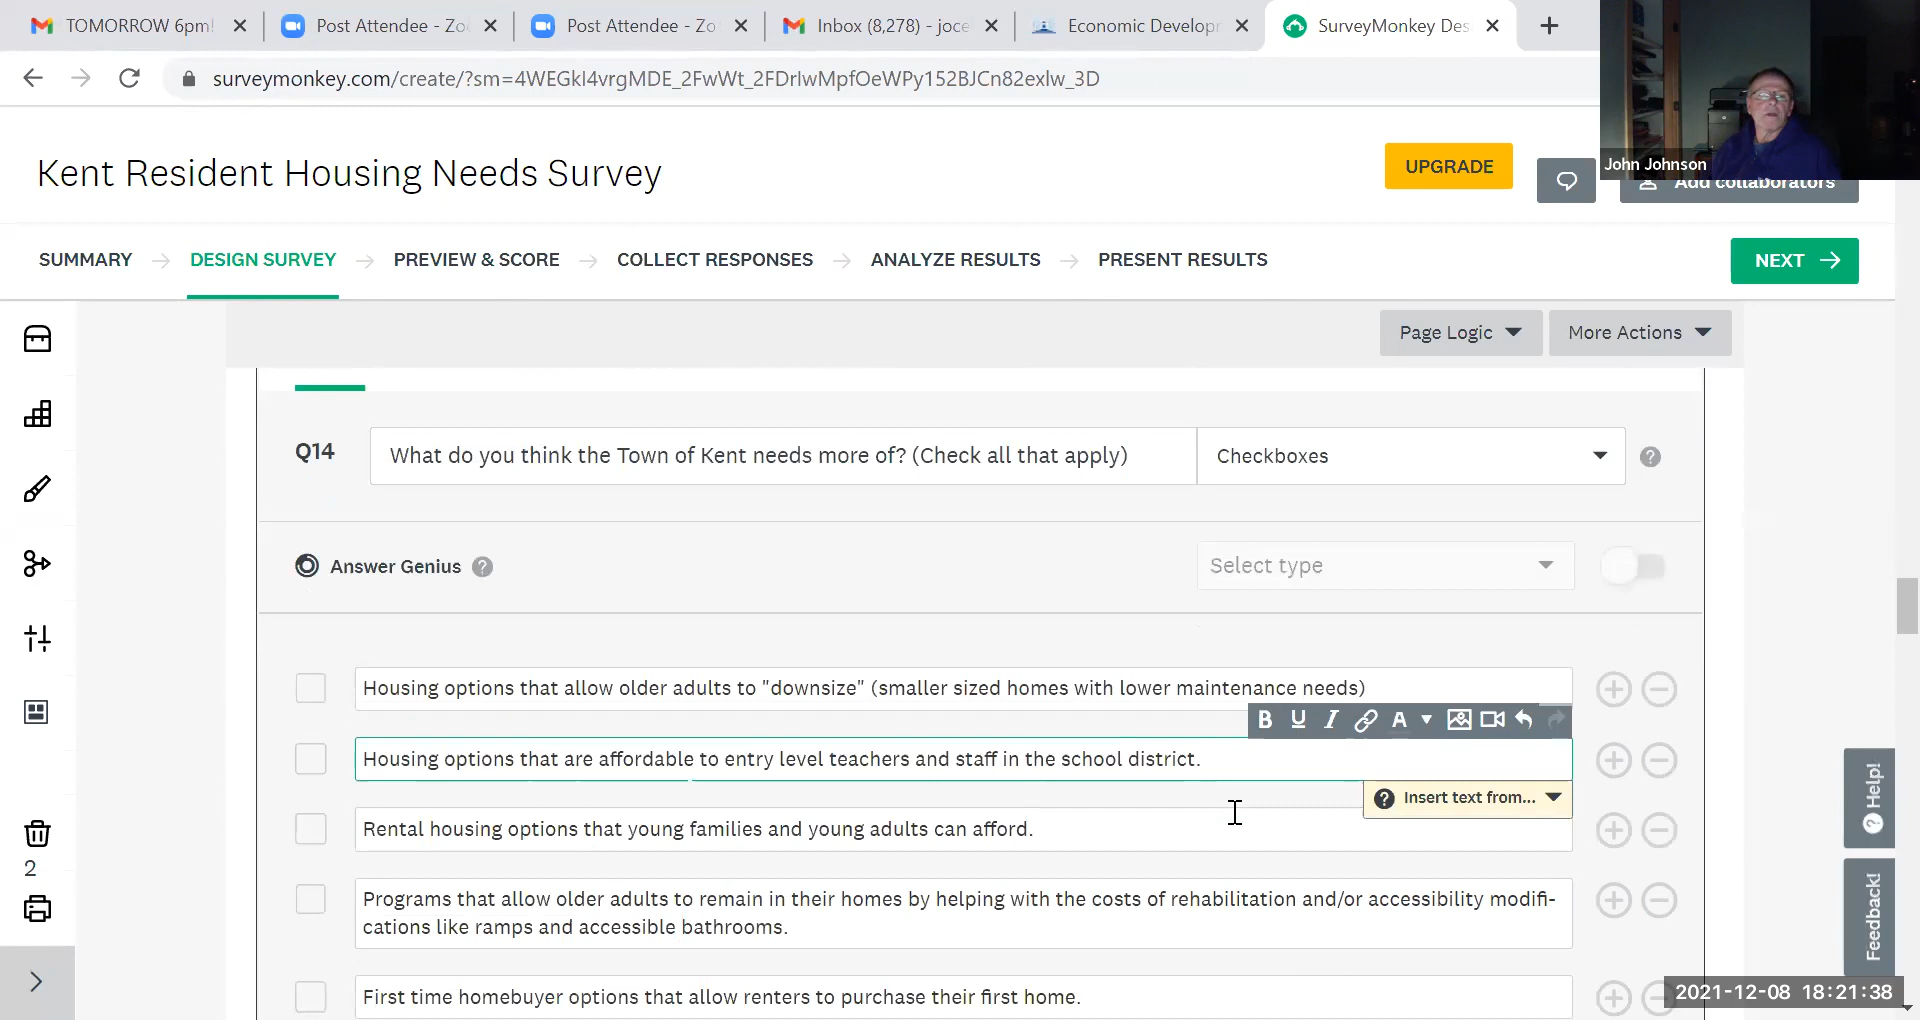 TOMORROW 6pm!
Post Attendee - Zo
Post Attendee - Zo
Inbox (8,278) - joce
Economic Develop
SurveyMonkey Des
surveymonkey.com/create/?sm=4WEGkI4vrgMDE_2FwWt_2FDrIwMpfOeWPy152BJCn82exlw_3D
Kent Resident Housing Needs Survey
UPGRADE
John Johnson
Add collaborators
SUMMARY
DESIGN SURVEY
PREVIEW & SCORE
COLLECT RESPONSES
ANALYZE RESULTS
PRESENT RESULTS
NEXT
Page Logic
More Actions
Q14
What do you think the Town of Kent needs more of? (Check all that apply)
Checkboxes
Answer Genius
Select type
Housing options that allow older adults to "downsize" (smaller sized homes with lower maintenance needs)
B U I A
Housing options that are affordable to entry level teachers and staff in the school district.
Insert text from...
Rental housing options that young families and young adults can afford.
Programs that allow older adults to remain in their homes by helping with the costs of rehabilitation and/or accessibility modifi-
cations like ramps and accessible bathrooms.
First time homebuyer options that allow renters to purchase their first home.
2
Help!
Feedback!
2021-12-08 18:21:38